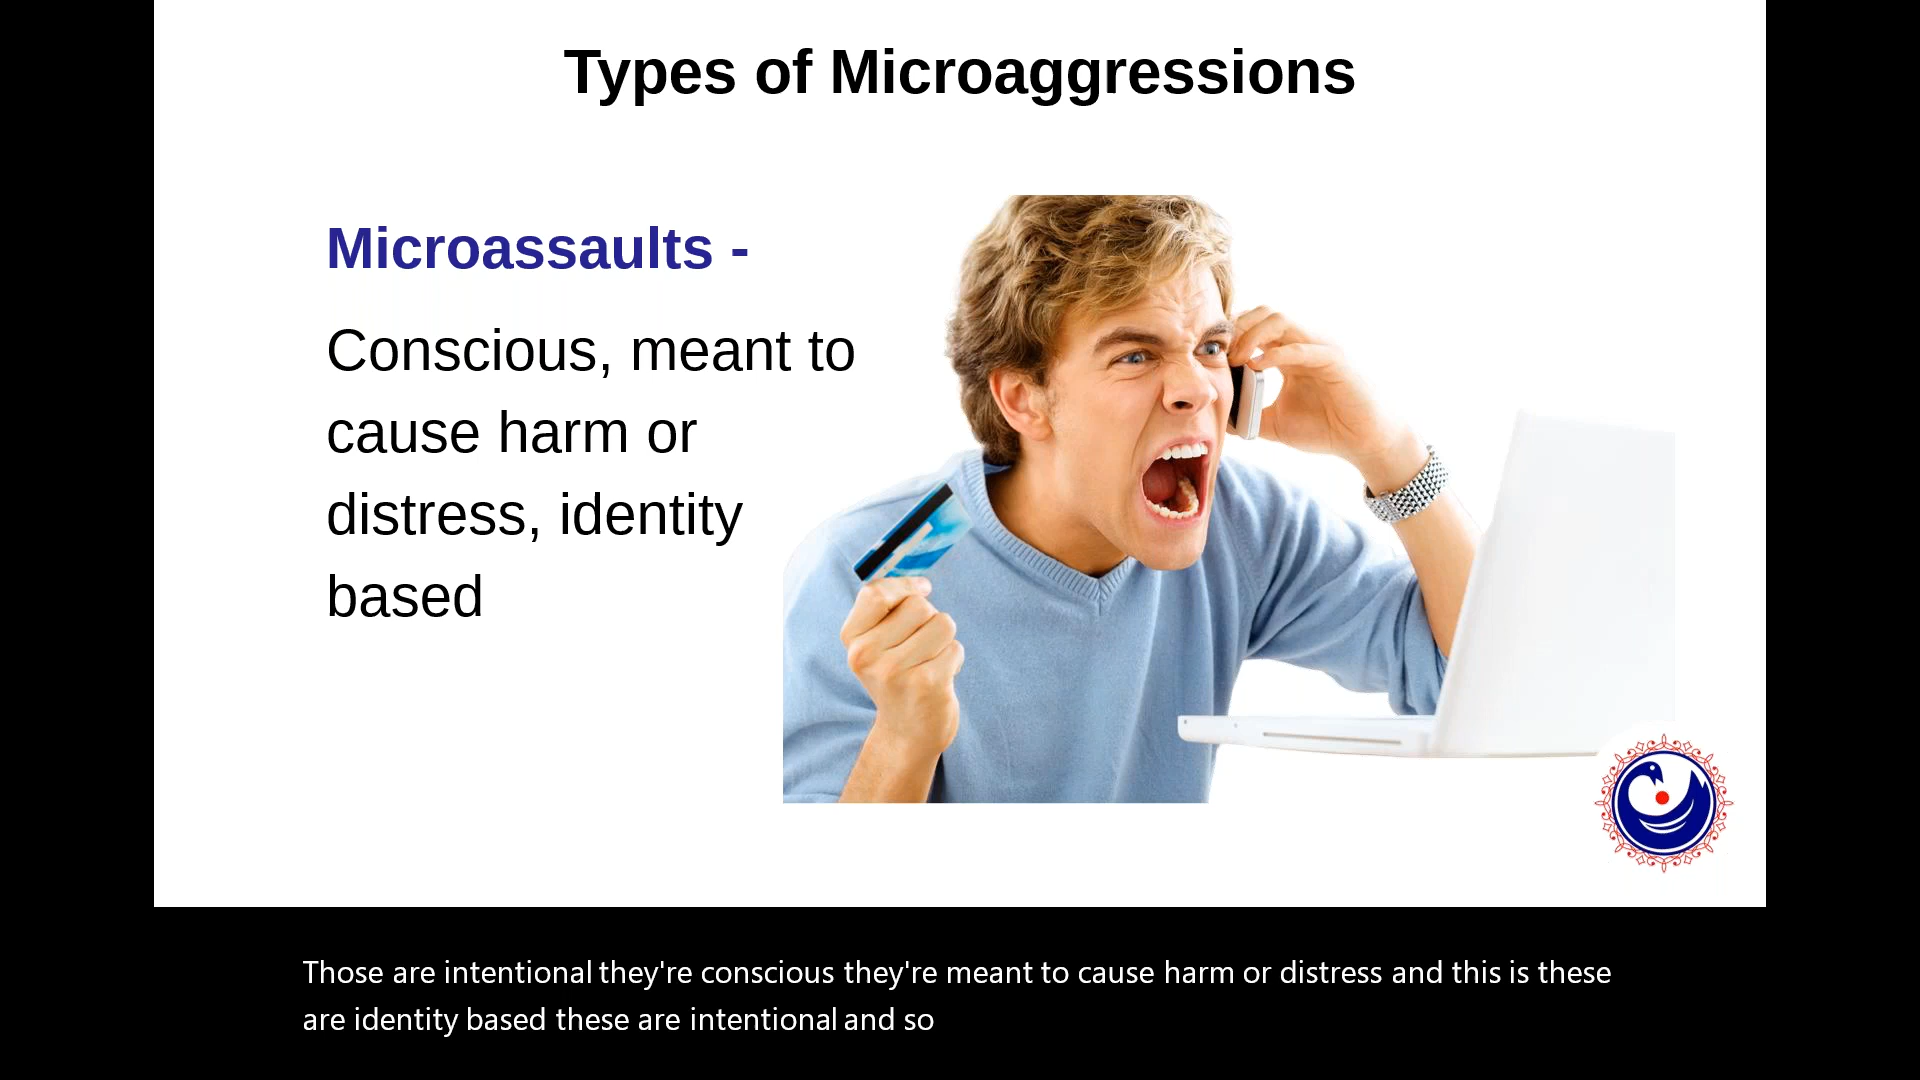 Types of Microaggressions
Microassaults -
Conscious, meant to
cause harm or
distress, identity
based
Those are intentional they're conscious they're meant to cause harm or distress and this is these
are identity based these are intentional and so